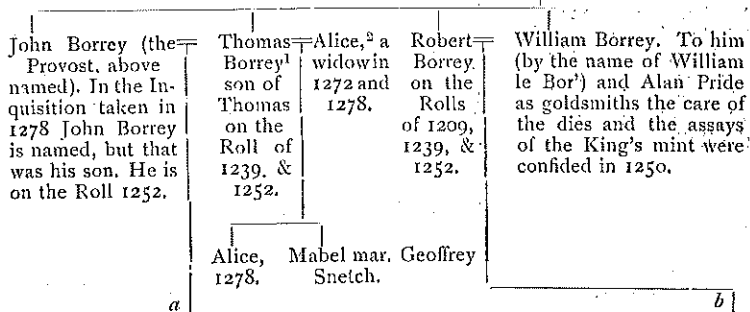 John Borrey (the
Provost, above
named). In the In-
quisition taken in
1278 John Borrey
is named, but that
was his son. He is
on the Roll 1252.
Thomas
Borrey¹
son of
Thomas
on the
Roll of
1239, &
1252.
Alice,² a
widow in
1272 and
1278.
Robert
Borrey
on the
Rolls
of 1209,
1239, &
1252.
William Borrey. To him
(by the name of William
le Bor') and Alan Pride
as goldsmiths the care of
the dies and the assays
of the King's mint were
confided in 1250.
Alice,
1278.
Mabel mar.
Snetch.
Geoffrey
a
b